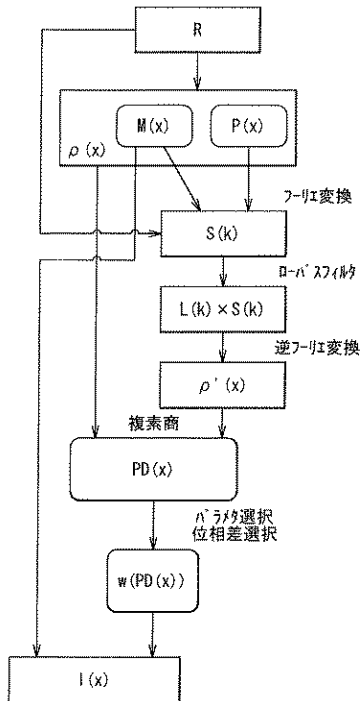 R
M(x)
P(x)
ρ(x)
フーリエ変換
S(k)
ローパスフィルタ
L(k)×S(k)
逆フーリエ変換
ρ'(x)
複素商
PD(x)
パラメタ選択
位相差選択
w(PD(x))
I(x)